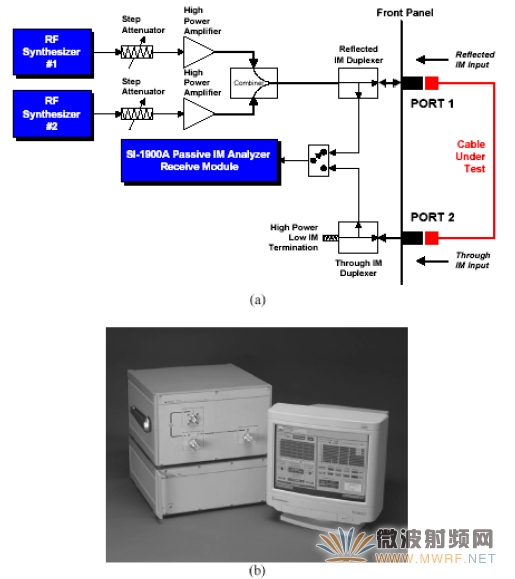 Front Panel
RF
Synthesizer
#1
Step
Attenuator
High
Power
Amplifier
Combiner
Reflected
IM Duplexer
Reflected
IM Input
PORT 1
RF
Synthesizer
#2
Step
Attenuator
High
Power
Amplifier
SI-1900A Passive IM Analyzer
Receive Module
Cable
Under
Test
PORT 2
High Power
Low IM
Termination
Through IM
Duplexer
Through
IM Input
(a)
微波射频网
WWW.MWRF.NET
(b)